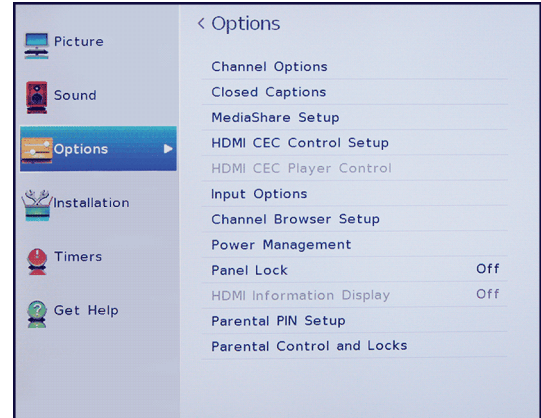 Picture
Sound
Options
Installation
Timers
Get Help
< Options
Channel Options
Closed Captions
MediaShare Setup
HDMI CEC Control Setup
HDMI CEC Player Control
Input Options
Channel Browser Setup
Power Management
Panel Lock Off
HDMI Information Display Off
Parental PIN Setup
Parental Control and Locks